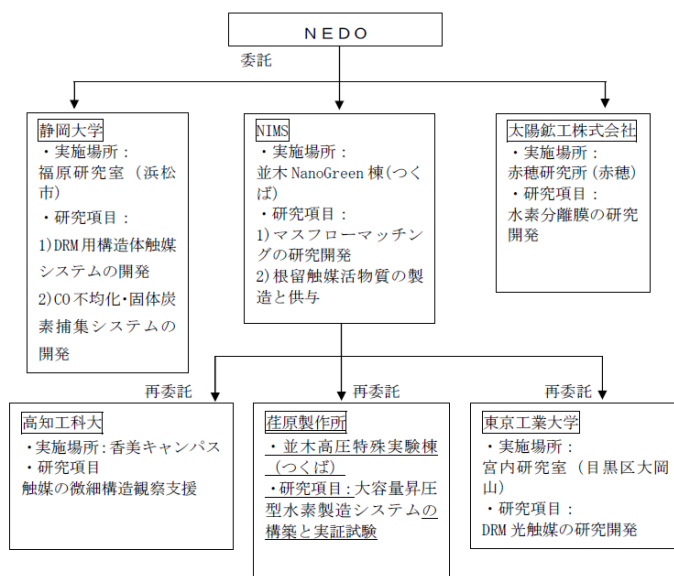 NEDO
委託
静岡大学
・実施場所：
福原研究室（浜松
市）
・研究項目：
1)DRM用構造体触媒
システムの開発
2)CO不均化・固体炭
素捕集システムの
開発
NIMS
・実施場所：
並木NanoGreen棟(つく
ば)
・研究項目：
1)マスフローマッチン
グの研究開発
2)根留触媒活物質の製
造と供与
太陽鉱工株式会社
・実施場所：
赤穂研究所(赤穂)
・研究項目：
水素分離膜の研究
開発
再委託
再委託
再委託
高知工科大
・実施場所:香美キャンパス
・研究項目
触媒の微細構造観察支援
荏原製作所
・並木高圧特殊実験棟
(つくば)
・研究項目:大容量昇圧
型水素製造システムの
構築と実証試験
東京工業大学
・実施場所：
宮内研究室（目黒区大岡
山）
・研究項目：
DRM光触媒の研究開発